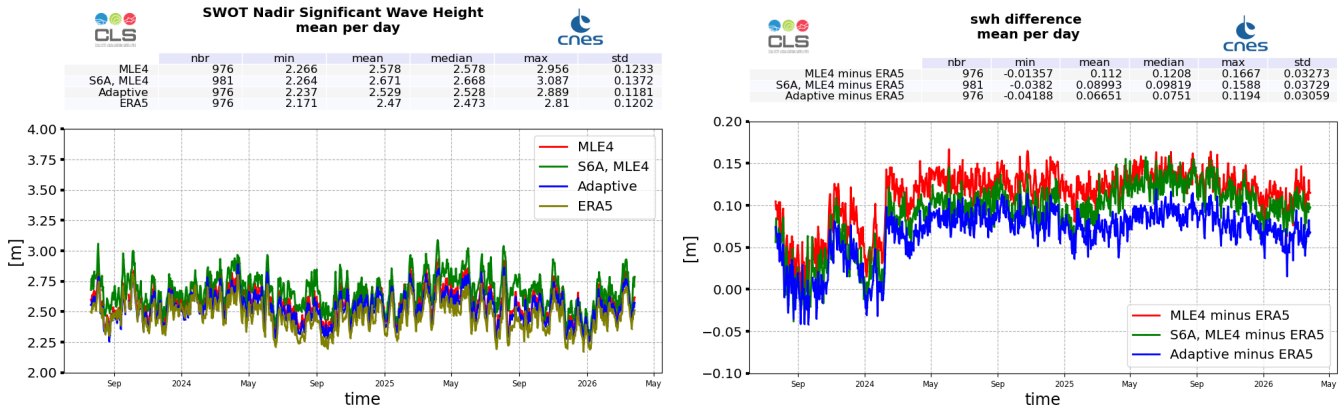 SWOT Nadir Significant Wave Height
mean per day
CLS
cnes
nbr min mean median max std
MLE4 976 2.266 2.578 2.578 2.956 0.1233
S6A, MLE4 981 2.264 2.671 2.668 3.087 0.1372
Adaptive 976 2.237 2.529 2.528 2.889 0.1181
ERA5 976 2.171 2.47 2.473 2.81 0.1202
4.00
3.75
3.50
3.25
3.00
2.75
2.50
2.25
2.00
[m]
MLE4
S6A, MLE4
Adaptive
ERA5
Sep 2024 May Sep 2025 May Sep 2026 May
time
swh difference
mean per day
CLS
cnes
nbr min mean median max std
MLE4 minus ERA5 976 -0.01357 0.112 0.1208 0.1667 0.03273
S6A, MLE4 minus ERA5 981 -0.0382 0.08993 0.09819 0.1588 0.03729
Adaptive minus ERA5 976 -0.04188 0.06651 0.0751 0.1194 0.03059
0.20
0.15
0.10
0.05
0.00
-0.05
-0.10
[m]
MLE4 minus ERA5
S6A, MLE4 minus ERA5
Adaptive minus ERA5
Sep 2024 May Sep 2025 May Sep 2026 May
time